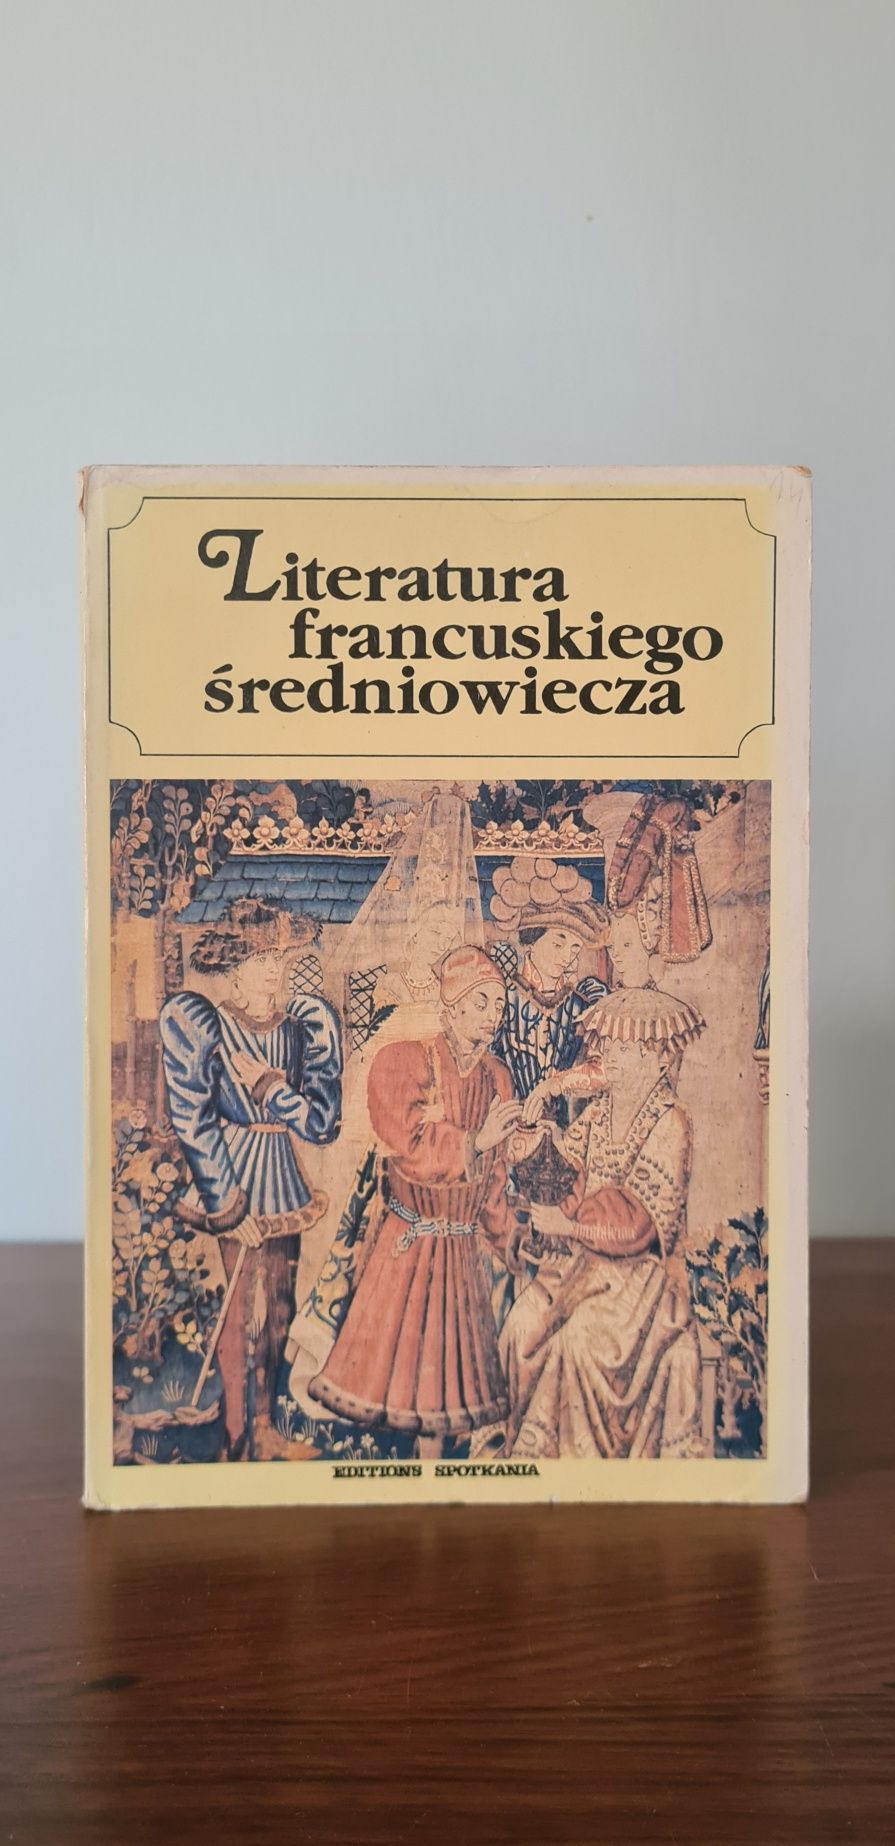 Literatura
francuskiego
średniowiecza
EDITIONS SPOTKANIA